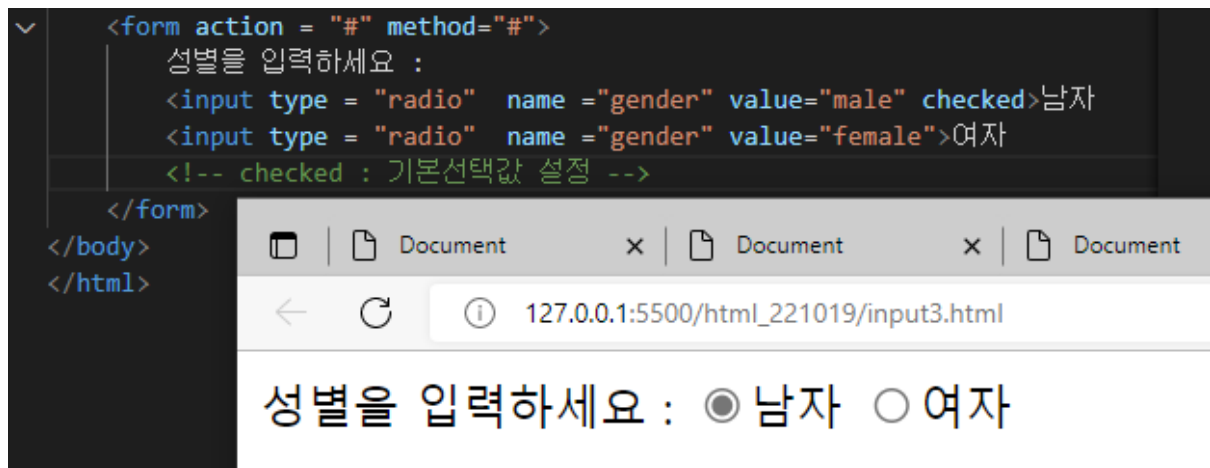 <form action = "#" method="#">
성별을 입력하세요 :
<input type = "radio"  name ="gender" value="male" checked>남자
<input type = "radio"  name ="gender" value="female">여자
<!-- checked : 기본선택값 설정 -->
</form>
</body>
</html>
Document Document Document
127.0.0.1:5500/html_221019/input3.html
성별을 입력하세요 : 남자 여자